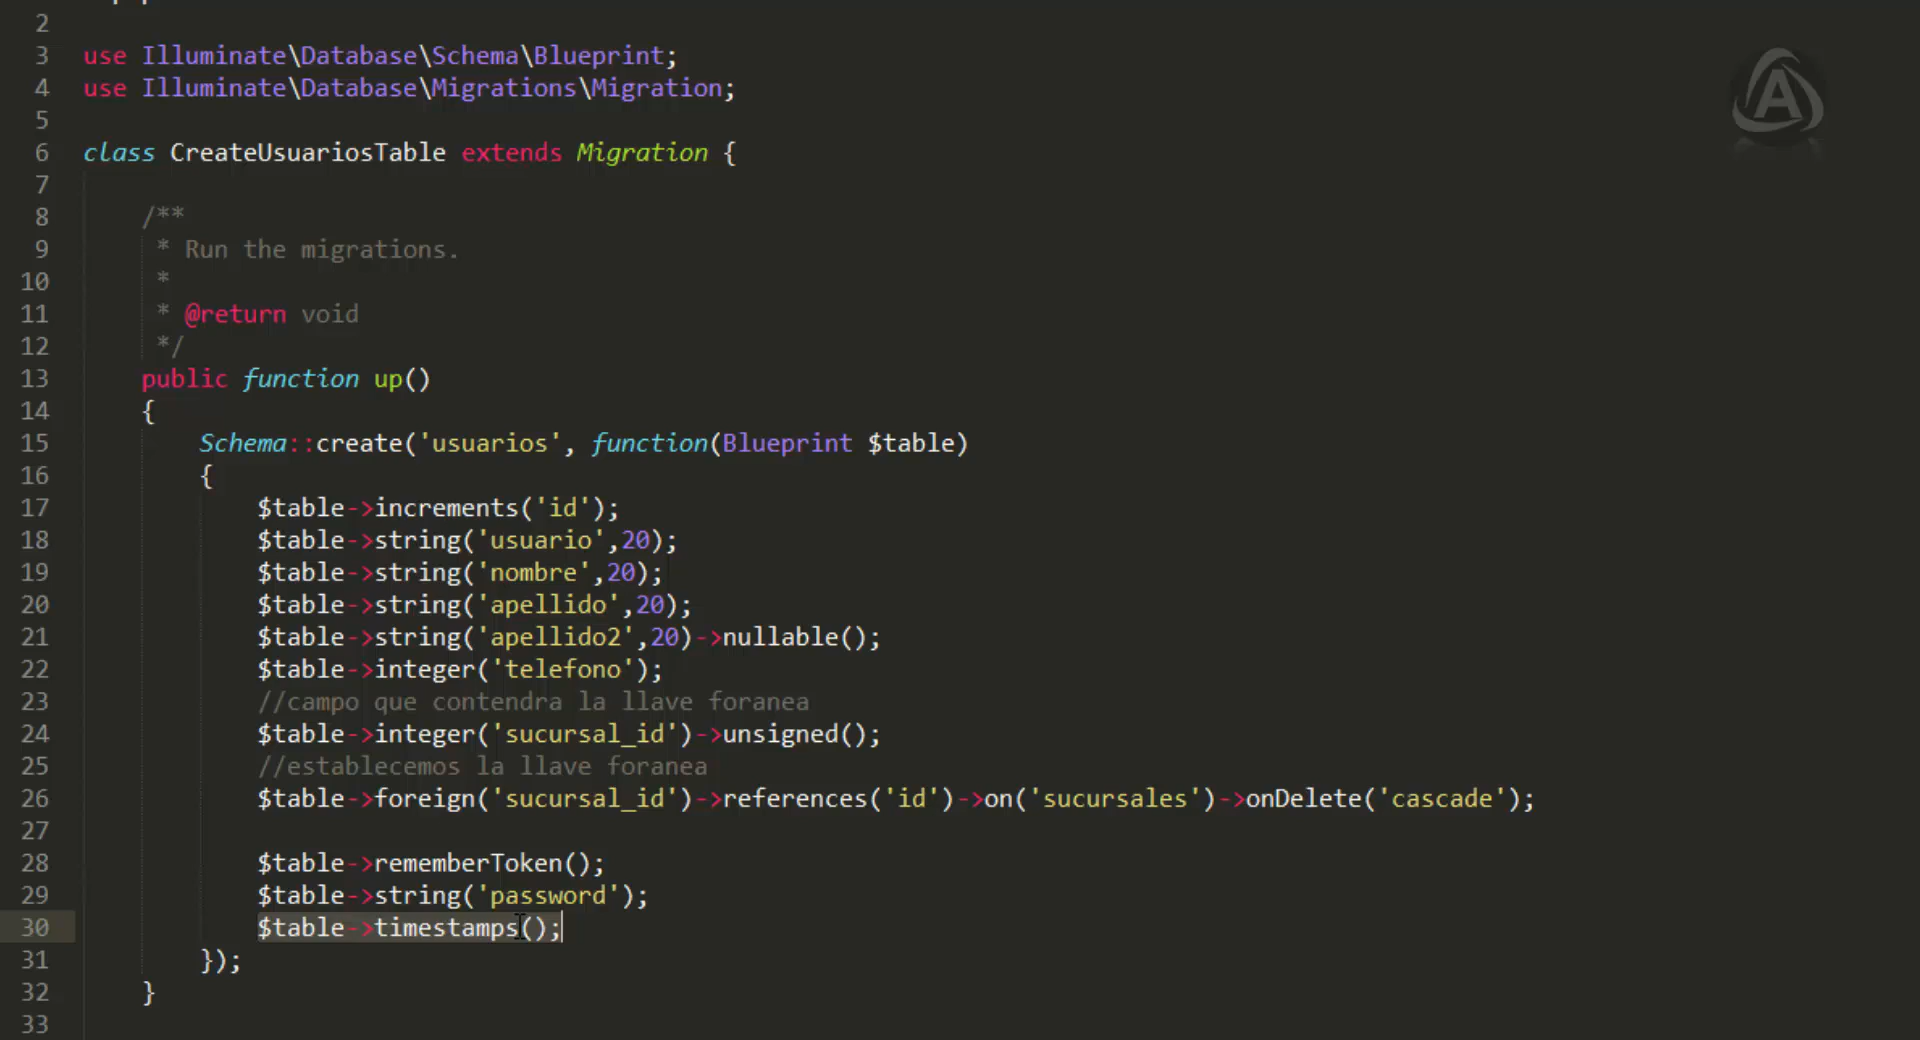 2
3 use Illuminate\Database\Schema\Blueprint;
4 use Illuminate\Database\Migrations\Migration;
5
6 class CreateUsuariosTable extends Migration {
7
8 /**
9 * Run the migrations.
10 *
11 * @return void
12 */
13 public function up()
14 {
15 Schema::create('usuarios', function(Blueprint $table)
16 {
17 $table->increments('id');
18 $table->string('usuario',20);
19 $table->string('nombre',20);
20 $table->string('apellido',20);
21 $table->string('apellido2',20)->nullable();
22 $table->integer('telefono');
23 //campo que contendra la llave foranea
24 $table->integer('sucursal_id')->unsigned();
25 //establecemos la llave foranea
26 $table->foreign('sucursal_id')->references('id')->on('sucursales')->onDelete('cascade');
27
28 $table->rememberToken();
29 $table->string('password');
30 $table->timestamps();
31 });
32 }
33
A